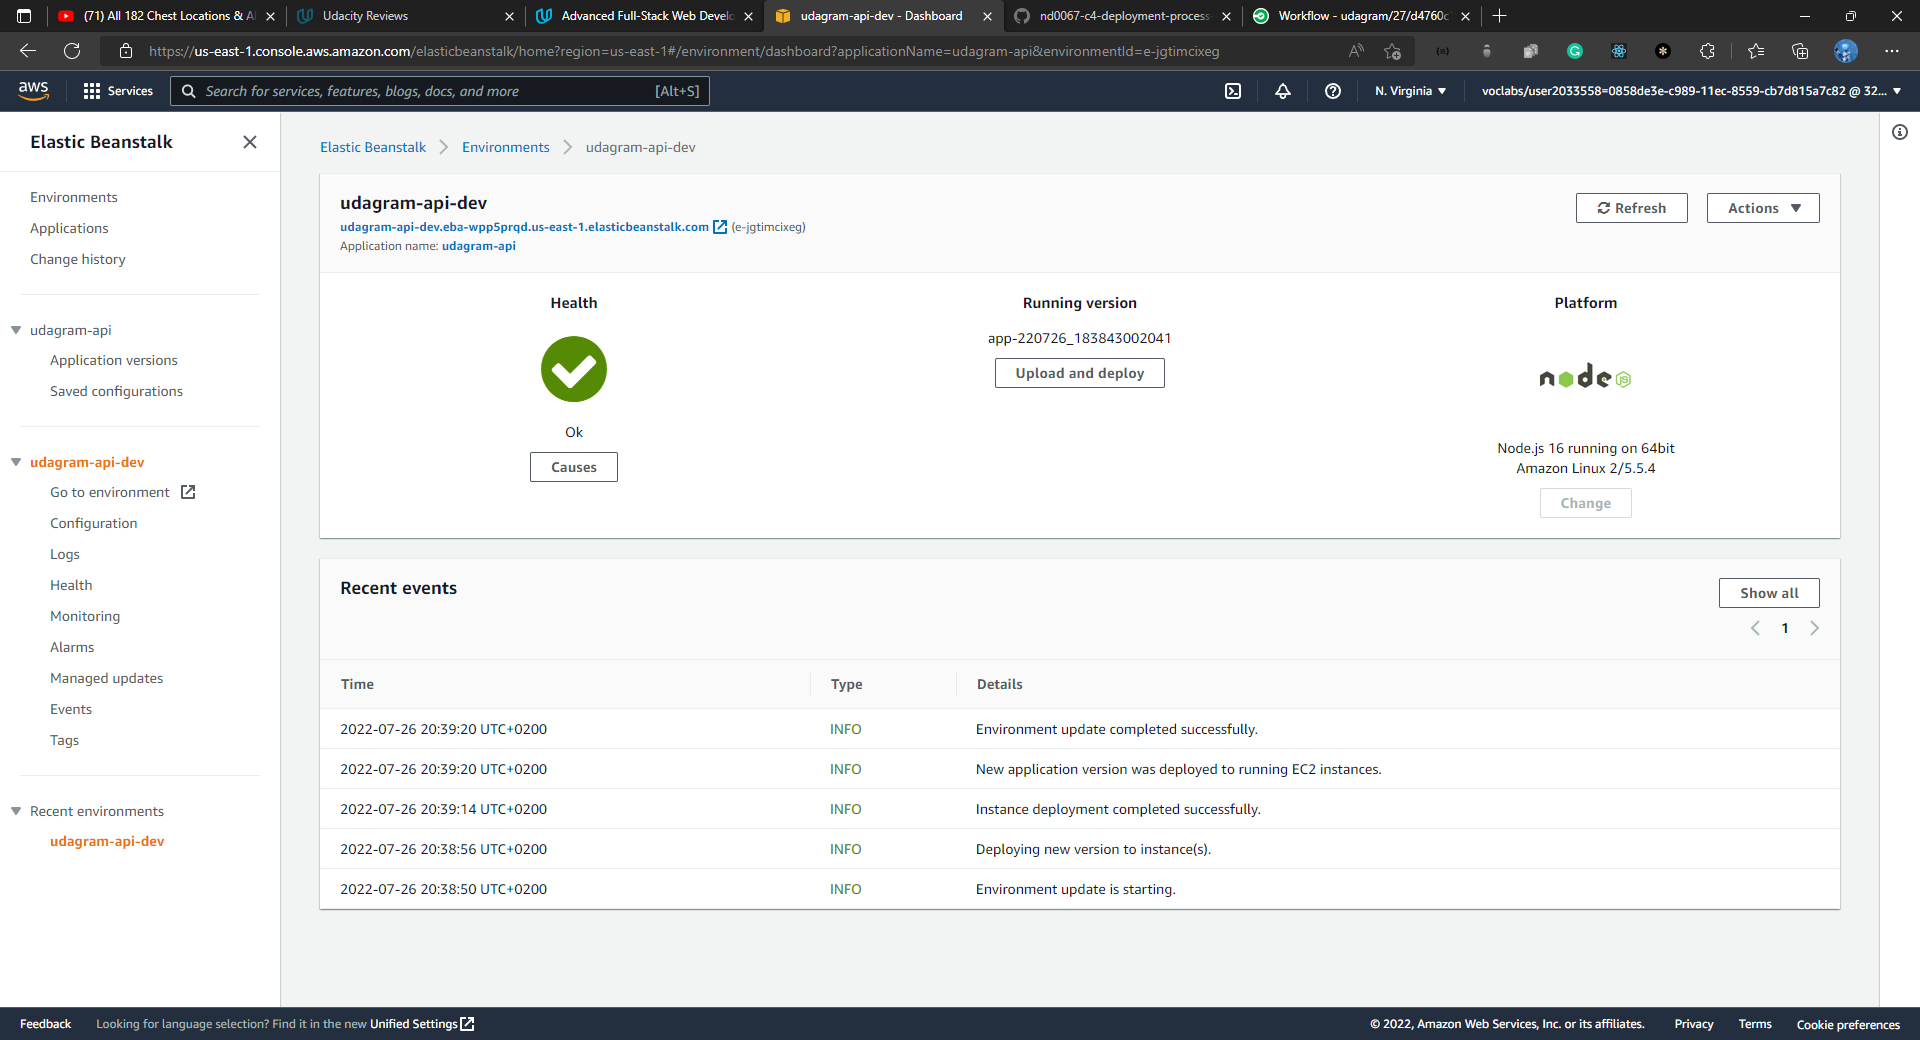 (71) All 182 Chest Locations & Al
Udacity Reviews
Advanced Full-Stack Web Develo
udagram-api-dev - Dashboard
nd0067-c4-deployment-process-
Workflow - udagram/27/d4760c
https://us-east-1.console.aws.amazon.com/elasticbeanstalk/home?region=us-east-1#/environment/dashboard?applicationName=udagram-api&environmentId=e-jgtimcixeg
aws
Services
Search for services, features, blogs, docs, and more
[Alt+S]
N. Virginia
voclabs/user2033558=0858de3e-c989-11ec-8559-cb7d815a7c82 @ 32...
Elastic Beanstalk
Environments
Applications
Change history
udagram-api
Application versions
Saved configurations
udagram-api-dev
Go to environment
Configuration
Logs
Health
Monitoring
Alarms
Managed updates
Events
Tags
Recent environments
udagram-api-dev
Elastic Beanstalk
Environments
udagram-api-dev
udagram-api-dev
udagram-api-dev.eba-wpp5prqd.us-east-1.elasticbeanstalk.com (e-jgtimcixeg)
Application name: udagram-api
Refresh
Actions
Health
Ok
Causes
Running version
app-220726_183843002041
Upload and deploy
Platform
node JS
Node.js 16 running on 64bit
Amazon Linux 2/5.5.4
Change
Recent events
Show all
1
Time Type Details
2022-07-26 20:39:20 UTC+0200 INFO Environment update completed successfully.
2022-07-26 20:39:20 UTC+0200 INFO New application version was deployed to running EC2 instances.
2022-07-26 20:39:14 UTC+0200 INFO Instance deployment completed successfully.
2022-07-26 20:38:56 UTC+0200 INFO Deploying new version to instance(s).
2022-07-26 20:38:50 UTC+0200 INFO Environment update is starting.
Feedback
Looking for language selection? Find it in the new Unified Settings
© 2022, Amazon Web Services, Inc. or its affiliates.
Privacy
Terms
Cookie preferences